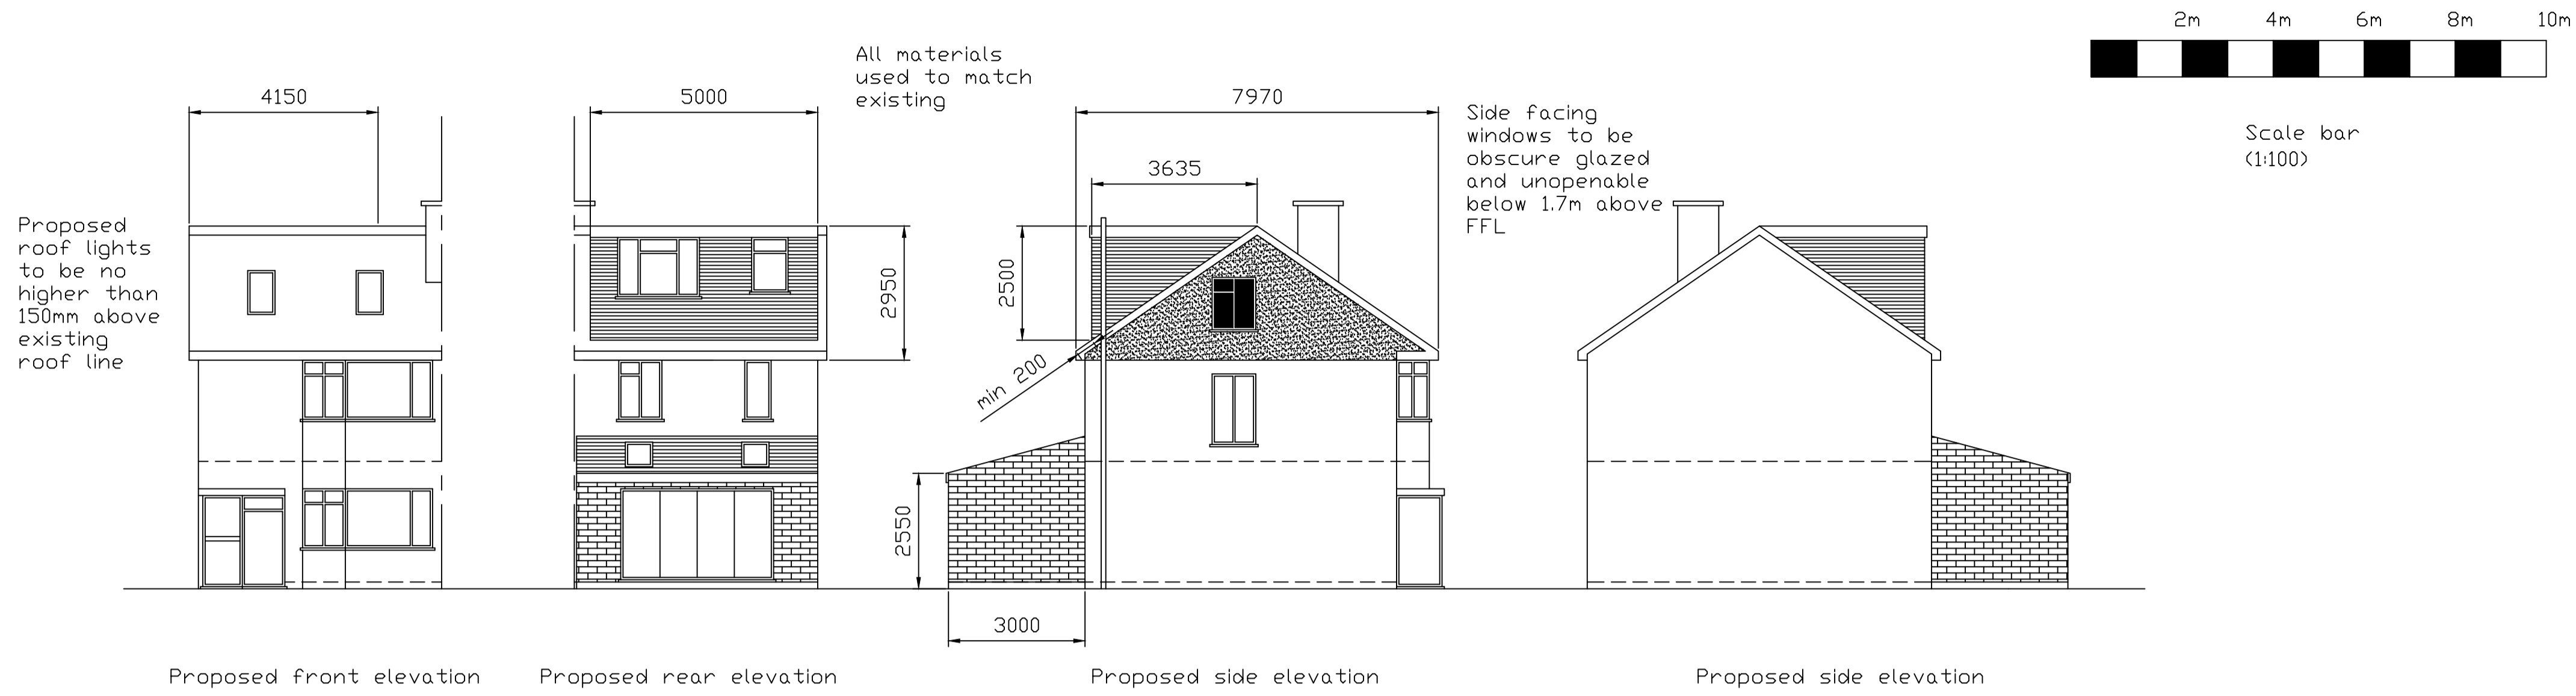 2m 4m 6m 8m 10m
Scale bar
(1:100)
All materials
used to match
existing
4150
5000
7970
3635
Side facing
windows to be
obscure glazed
and unopenable
below 1.7m above
FFL
Proposed
roof lights
to be no
higher than
150mm above
existing
roof line
2950
2500
min 200
2550
3000
Proposed front elevation
Proposed rear elevation
Proposed side elevation
Proposed side elevation